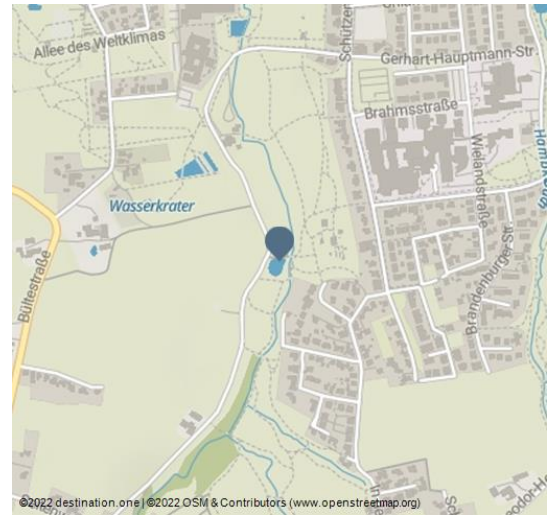 Allee des Weltklimas
Schützen
Gerhart-Hauptmann-Str.
Brahmsstraße
Wielandstraße
Wasserkrater
Bültestraße
Brandenburger Str.
©2022 destination.one | ©2022 OSM & Contributors (www.openstreetmap.org)